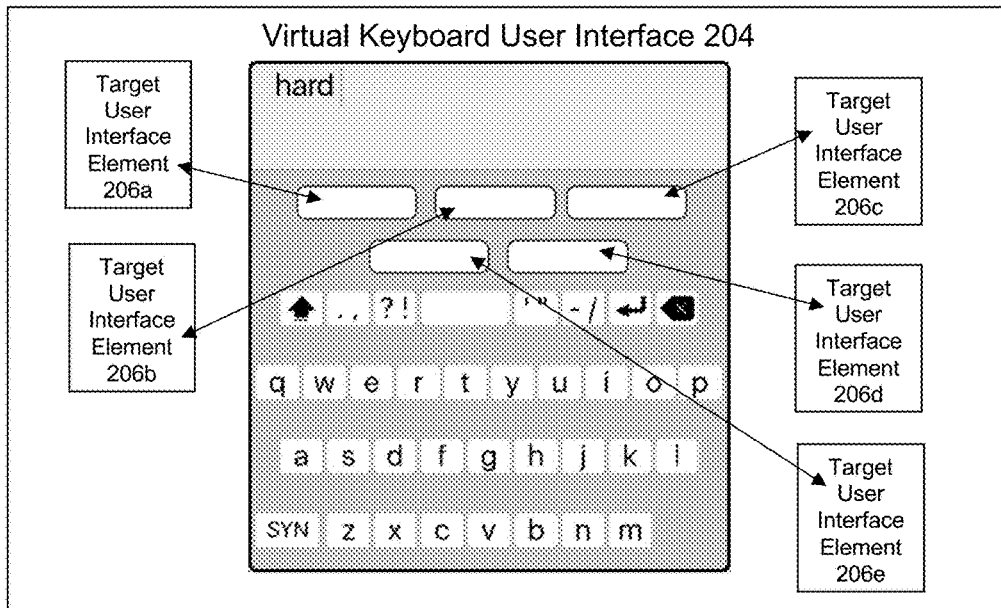 Virtual Keyboard User Interface 204
hard
Target
User
Interface
Element
206a
Target
User
Interface
Element
206b
Target
User
Interface
Element
206c
Target
User
Interface
Element
206d
Target
User
Interface
Element
206e
. , ? ! ' " - /
q w e r t y u i o p
a s d f g h j k l
SYN z x c v b n m